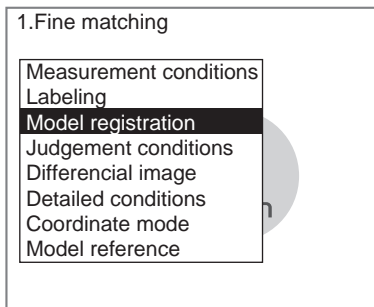 1.Fine matching
Measurement conditions
Labeling
Model registration
Judgement conditions
Differencial image
Detailed conditions
Coordinate mode
Model reference